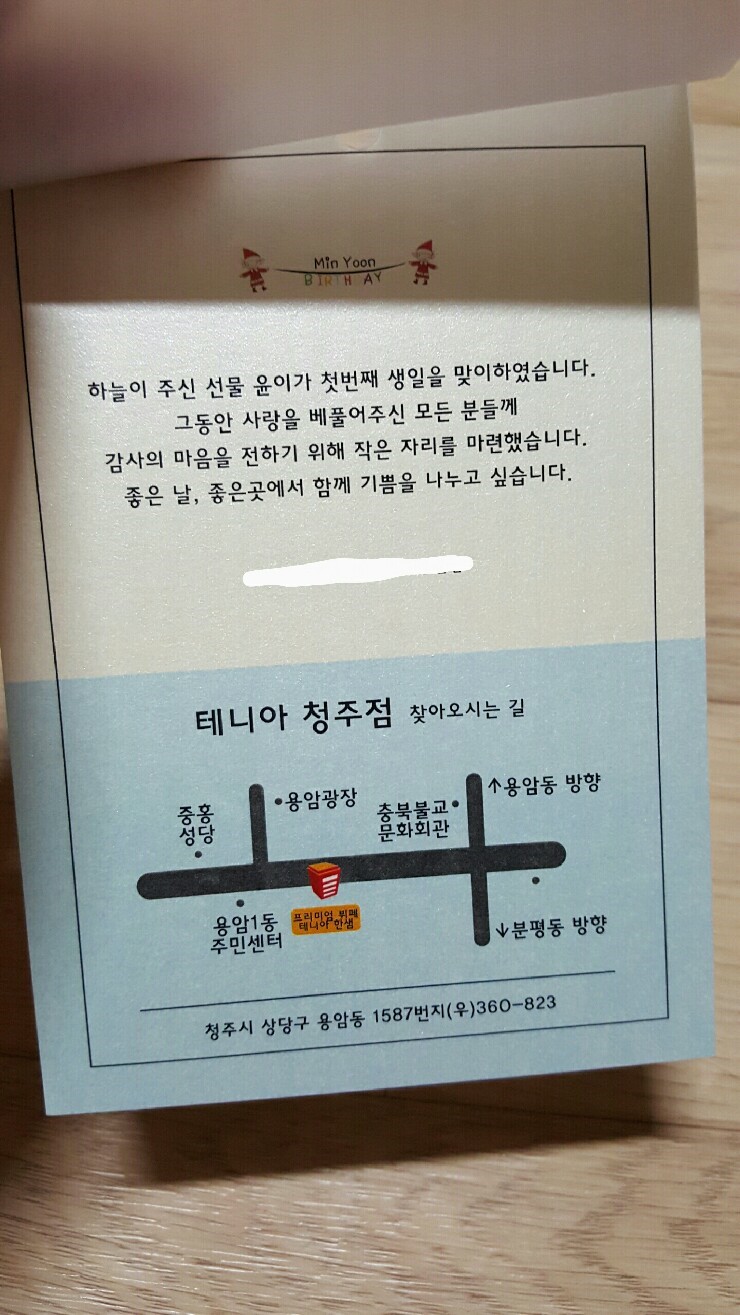 Min Yoon
BIRTHDAY
하늘이 주신 선물 윤이가 첫번째 생일을 맞이하였습니다.
그동안 사랑을 베풀어주신 모든 분들께
감사의 마음을 전하기 위해 작은 자리를 마련했습니다.
좋은 날, 좋은곳에서 함께 기쁨을 나누고 싶습니다.
테니아 청주점 찾아오시는 길
중흥
성당
용암광장
충북불교
문화회관
↑용암동 방향
용암1동
주민센터
프리미엄 뷔페
테니아 한샘
↓분평동 방향
청주시 상당구 용암동 1587번지(우)360-823